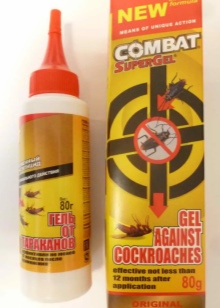 80г
ГЕЛЬ
ОТ
ТАРАКАНОВ
NEW
formula
MEANS OF UNIQUE ACTION
COMBAT
SUPERGEL
GEL
AGAINST
COCKROACHES
effective not less than
12 months after
application
80g
ORIGINAL